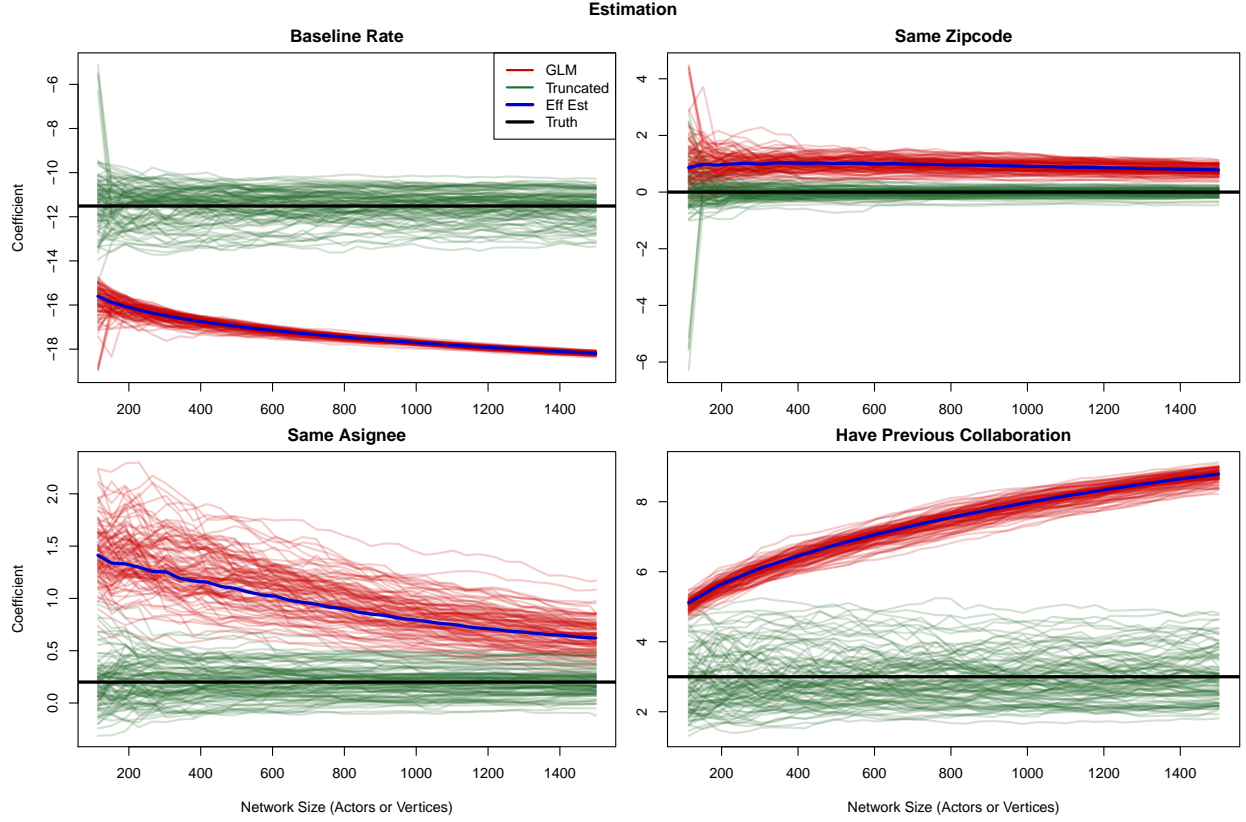 Estimation
Baseline Rate
Coefficient
−6
−8
−10
−12
−14
−16
−18
GLM
Truncated
Eff Est
Truth
200 400 600 800 1000 1200 1400
Same Zipcode
4
2
0
−2
−4
−6
200 400 600 800 1000 1200 1400
Same Asignee
Coefficient
2.0
1.5
1.0
0.5
0.0
200 400 600 800 1000 1200 1400
Network Size (Actors or Vertices)
Have Previous Collaboration
8
6
4
2
200 400 600 800 1000 1200 1400
Network Size (Actors or Vertices)